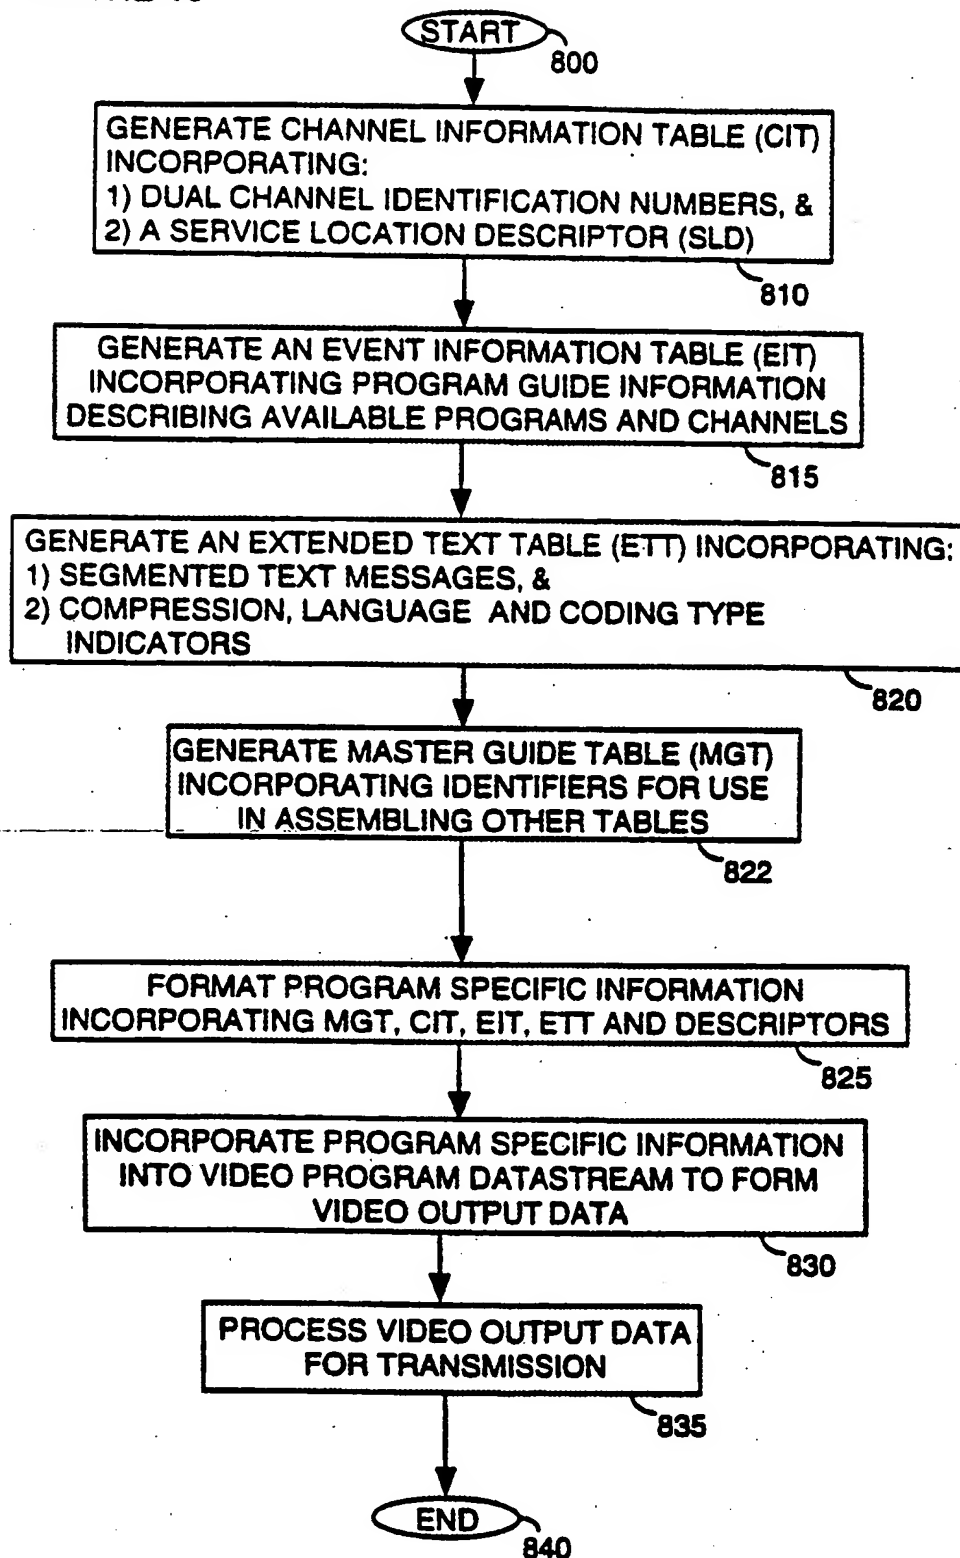 START
800
GENERATE CHANNEL INFORMATION TABLE (CIT)
INCORPORATING:
1) DUAL CHANNEL IDENTIFICATION NUMBERS, &
2) A SERVICE LOCATION DESCRIPTOR (SLD)
810
GENERATE AN EVENT INFORMATION TABLE (EIT)
INCORPORATING PROGRAM GUIDE INFORMATION
DESCRIBING AVAILABLE PROGRAMS AND CHANNELS
815
GENERATE AN EXTENDED TEXT TABLE (ETT) INCORPORATING:
1) SEGMENTED TEXT MESSAGES, &
2) COMPRESSION, LANGUAGE AND CODING TYPE
INDICATORS
820
GENERATE MASTER GUIDE TABLE (MGT)
INCORPORATING IDENTIFIERS FOR USE
IN ASSEMBLING OTHER TABLES
822
FORMAT PROGRAM SPECIFIC INFORMATION
INCORPORATING MGT, CIT, EIT, ETT AND DESCRIPTORS
825
INCORPORATE PROGRAM SPECIFIC INFORMATION
INTO VIDEO PROGRAM DATASTREAM TO FORM
VIDEO OUTPUT DATA
830
PROCESS VIDEO OUTPUT DATA
FOR TRANSMISSION
835
END
840